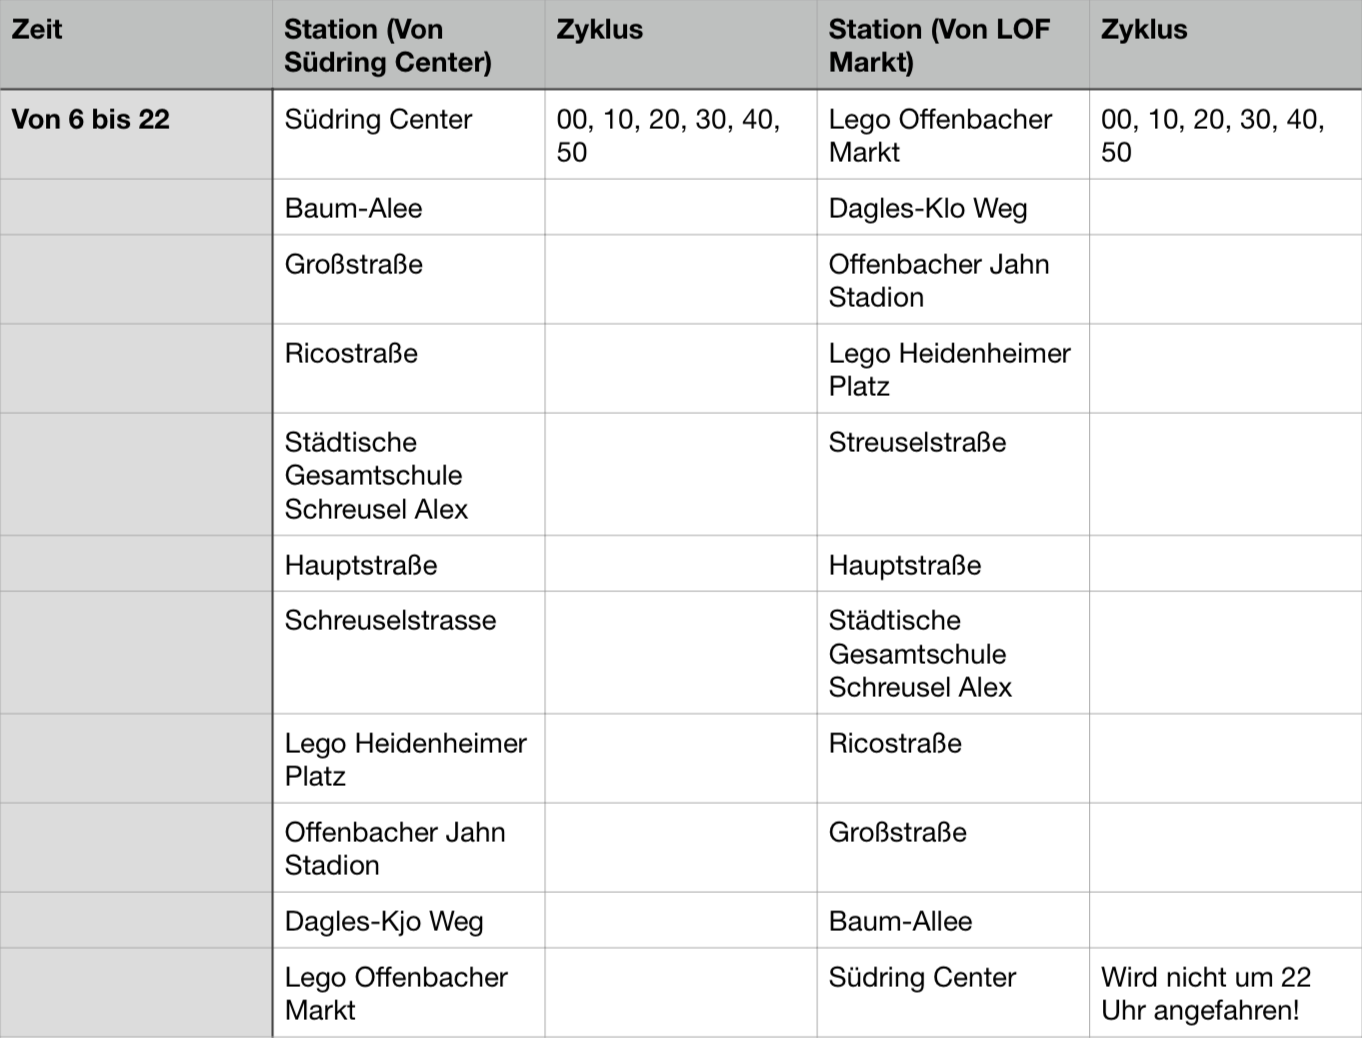 Zeit
Station (Von
Südring Center)
Zyklus
Station (Von LOF
Markt)
Zyklus
Von 6 bis 22
Südring Center
00, 10, 20, 30, 40,
50
Lego Offenbacher
Markt
00, 10, 20, 30, 40,
50
Baum-Alee
Dagles-Klo Weg
Großstraße
Offenbacher Jahn
Stadion
Ricostraße
Lego Heidenheimer
Platz
Städtische
Gesamtschule
Schreusel Alex
Streuselstraße
Hauptstraße
Hauptstraße
Schreuselstrasse
Städtische
Gesamtschule
Schreusel Alex
Lego Heidenheimer
Platz
Ricostraße
Offenbacher Jahn
Stadion
Großstraße
Dagles-Kjo Weg
Baum-Allee
Lego Offenbacher
Markt
Südring Center
Wird nicht um 22
Uhr angefahren!